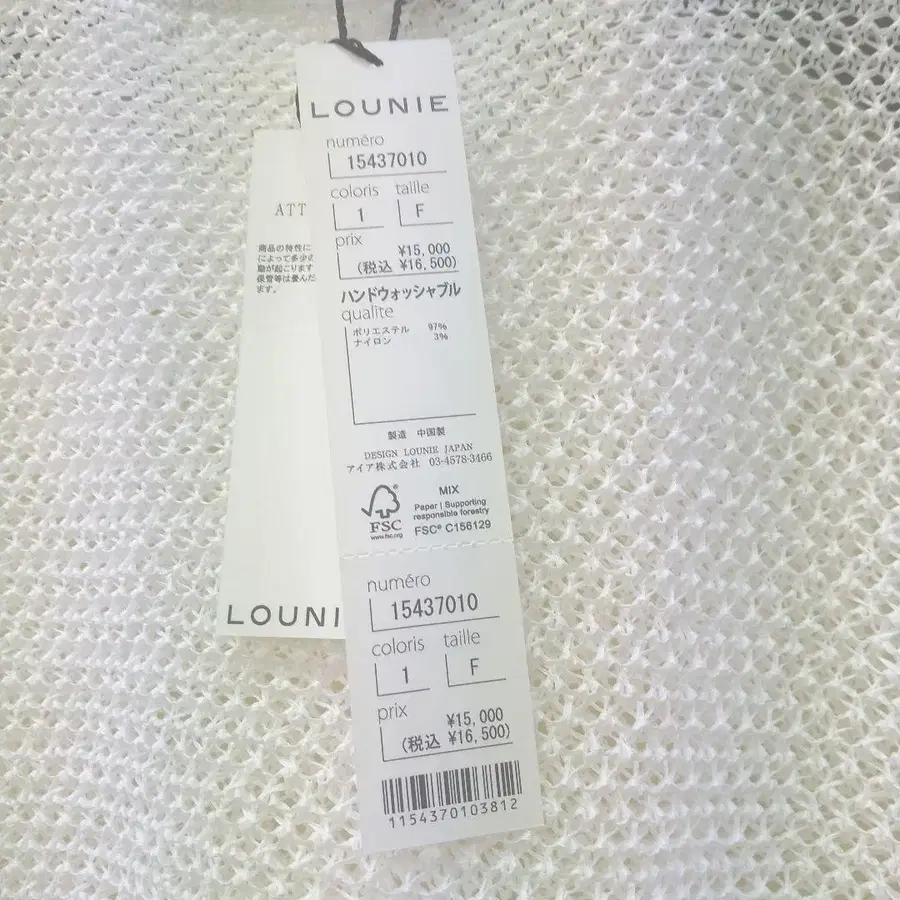 LOUNIE
numéro
15437010
coloris taille
1 F
prix
¥15,000
(税込 ¥16,500)
ハンドウォッシャブル
qualite
ポリエステル 97%
ナイロン 3%
製造 中国製
DESIGN LOUNIE JAPAN
アイア株式会社 03-4578-3466
FSC®
www.fsc.org
MIX
Paper | Supporting
responsible forestry
FSC® C156129
numéro
15437010
coloris taille
1 F
prix
¥15,000
(税込 ¥16,500)
1154370103812
ATT
商品の特性に
によって多少の
動が起こります
保管等は畳んだ
ます。
LOUNIE